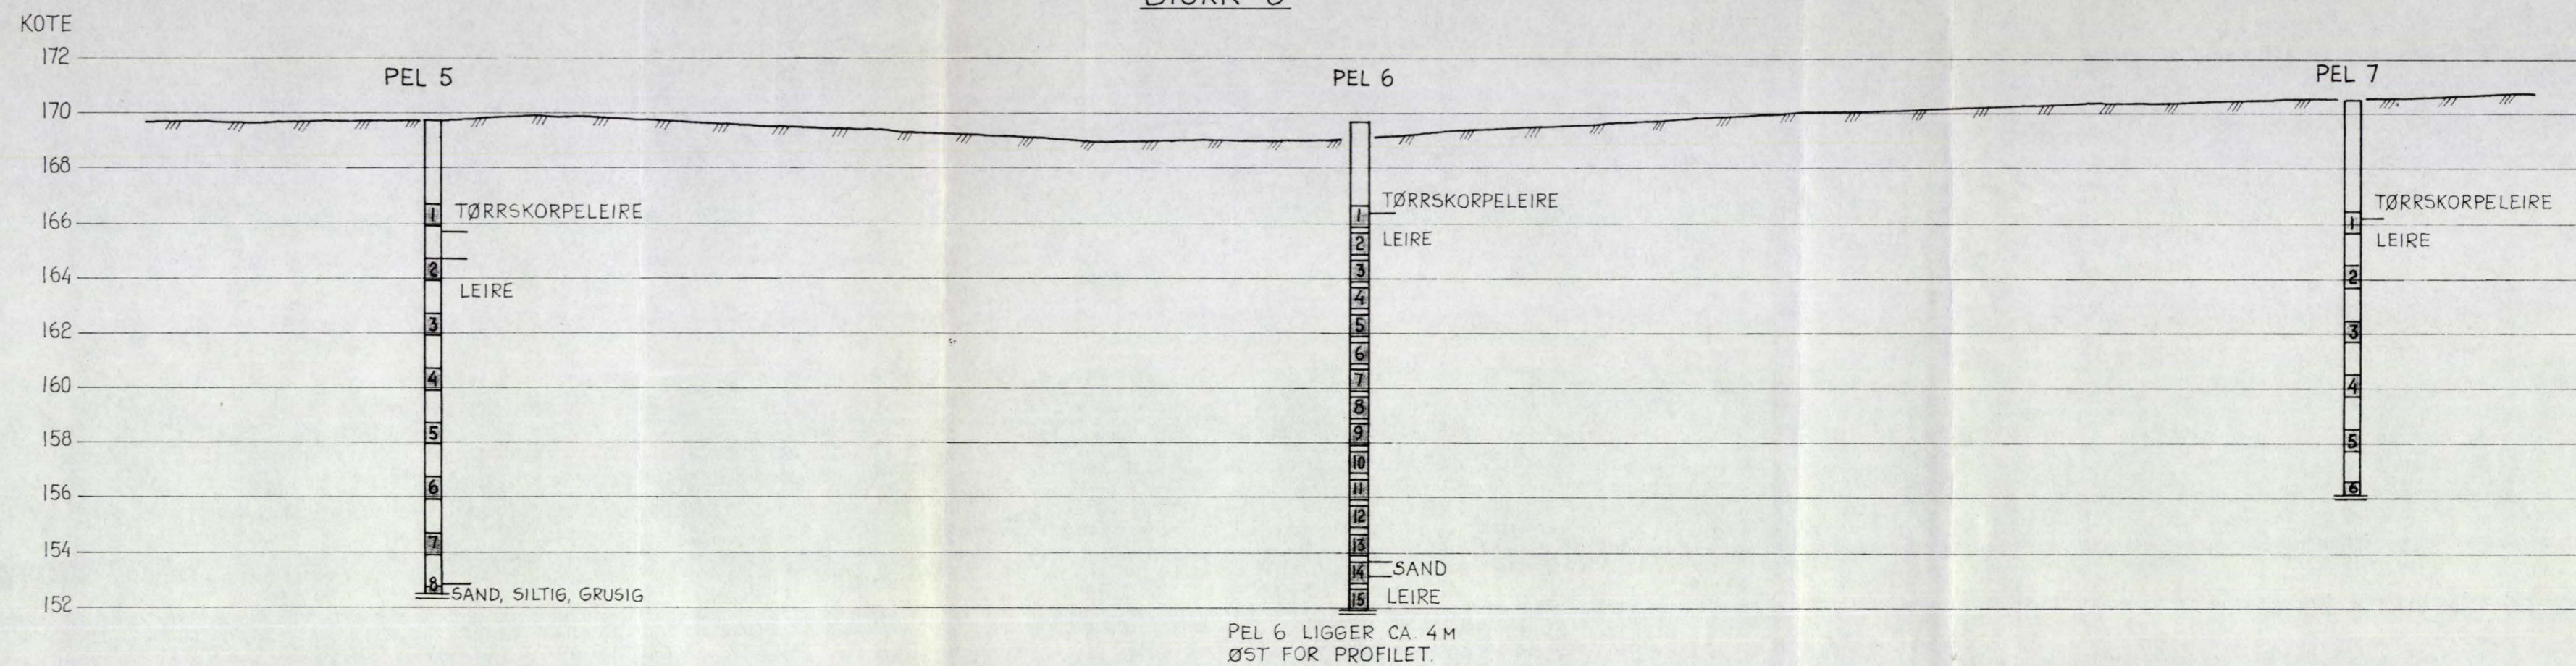 KOTE
172
170
168
166
164
162
160
158
156
154
152
PEL 5
1
2
3
4
5
6
7
8
TØRRSKORPELEIRE
LEIRE
SAND, SILTIG, GRUSIG
PEL 6
1
2
3
4
5
6
7
8
9
10
11
12
13
14
15
TØRRSKORPELEIRE
LEIRE
SAND
LEIRE
PEL 6 LIGGER CA. 4 M
ØST FOR PROFILET.
PEL 7
1
2
3
4
5
6
TØRRSKORPELEIRE
LEIRE